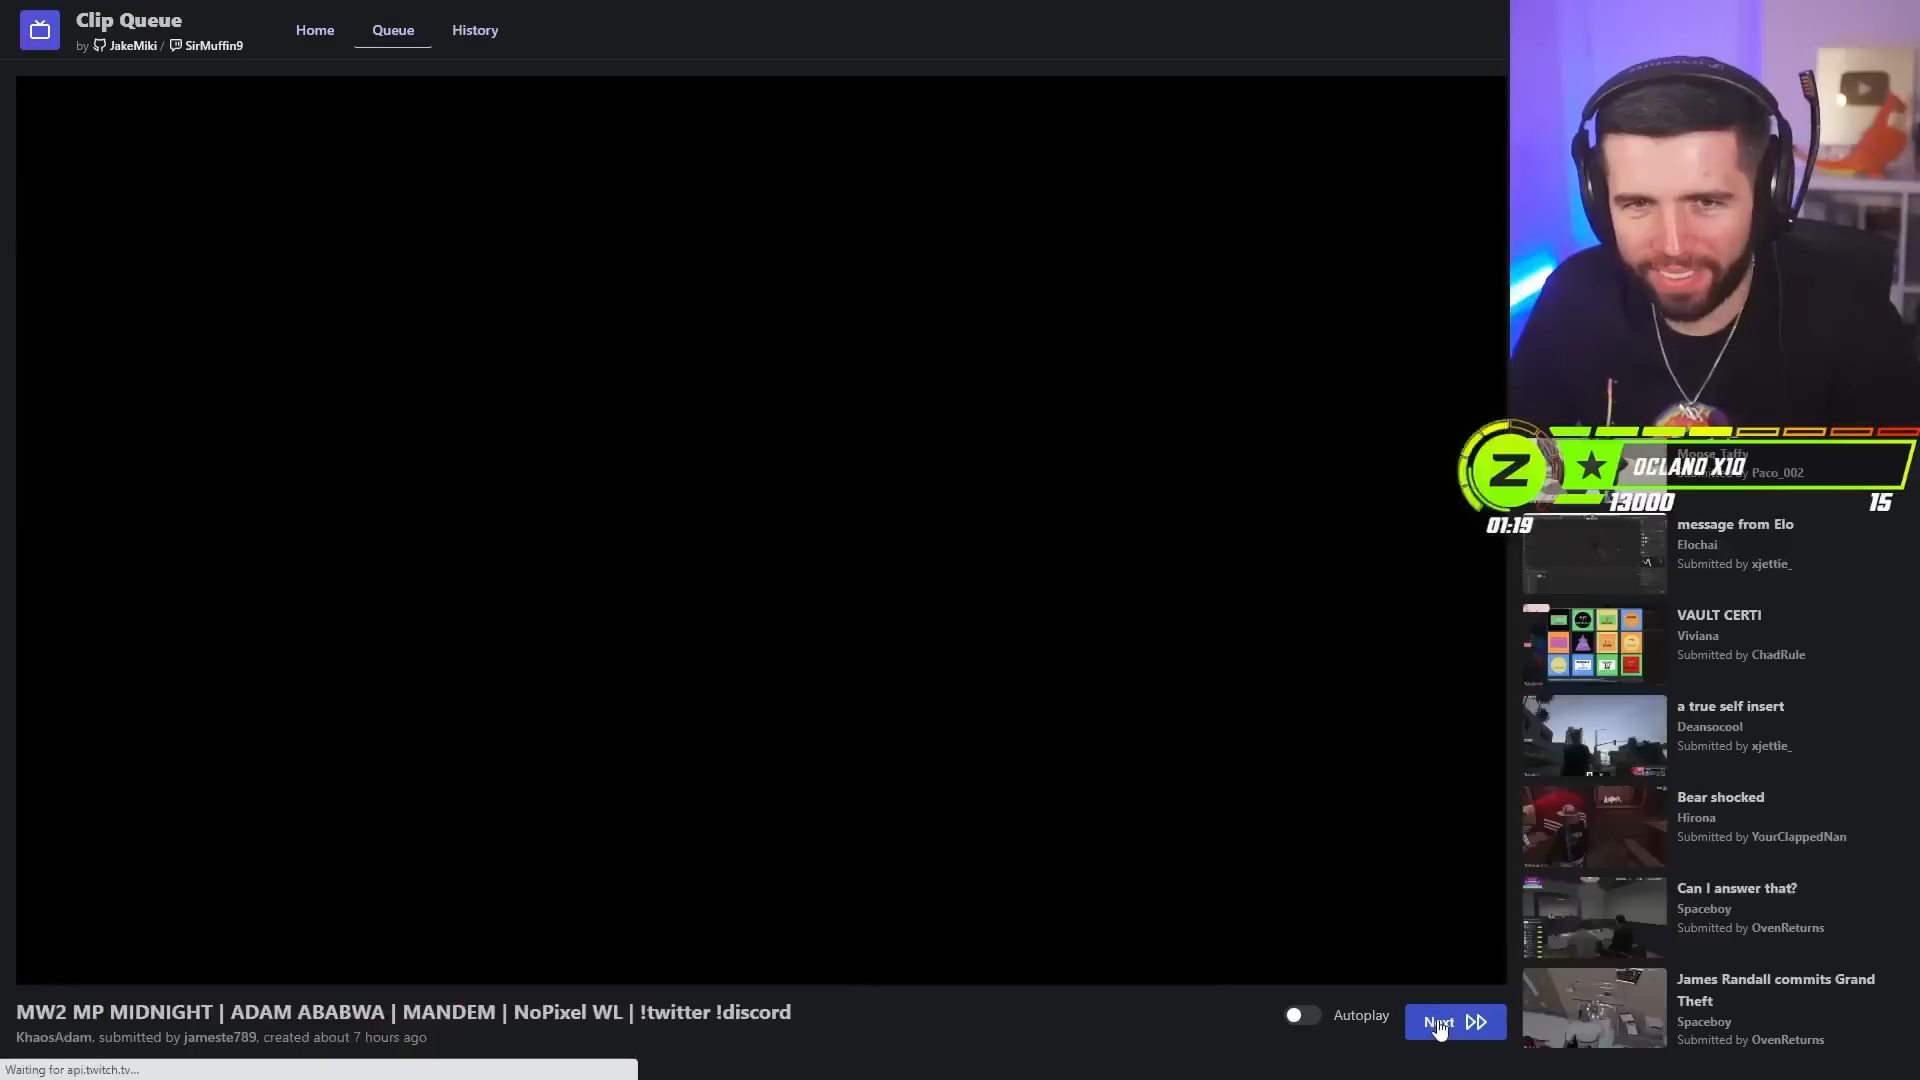 Clip Queue
by JakeMiki / SirMuffin9
Home
Queue
History
Moose Taffy
OCLANO X10
Paco_002
13000
15
01:19
message from Elo
Elochai
Submitted by xjettie_
VAULT CERTI
Viviana
Submitted by ChadRule
a true self insert
Deansocool
Submitted by xjettie_
Bear shocked
Hirona
Submitted by YourClappedNan
Can I answer that?
Spaceboy
Submitted by OvenReturns
James Randall commits Grand
Theft
Spaceboy
Submitted by OvenReturns
MW2 MP MIDNIGHT | ADAM ABABWA | MANDEM | NoPixel WL | !twitter !discord
KhaosAdam, submitted by jameste789, created about 7 hours ago
Autoplay
Next
Waiting for api.twitch.tv...